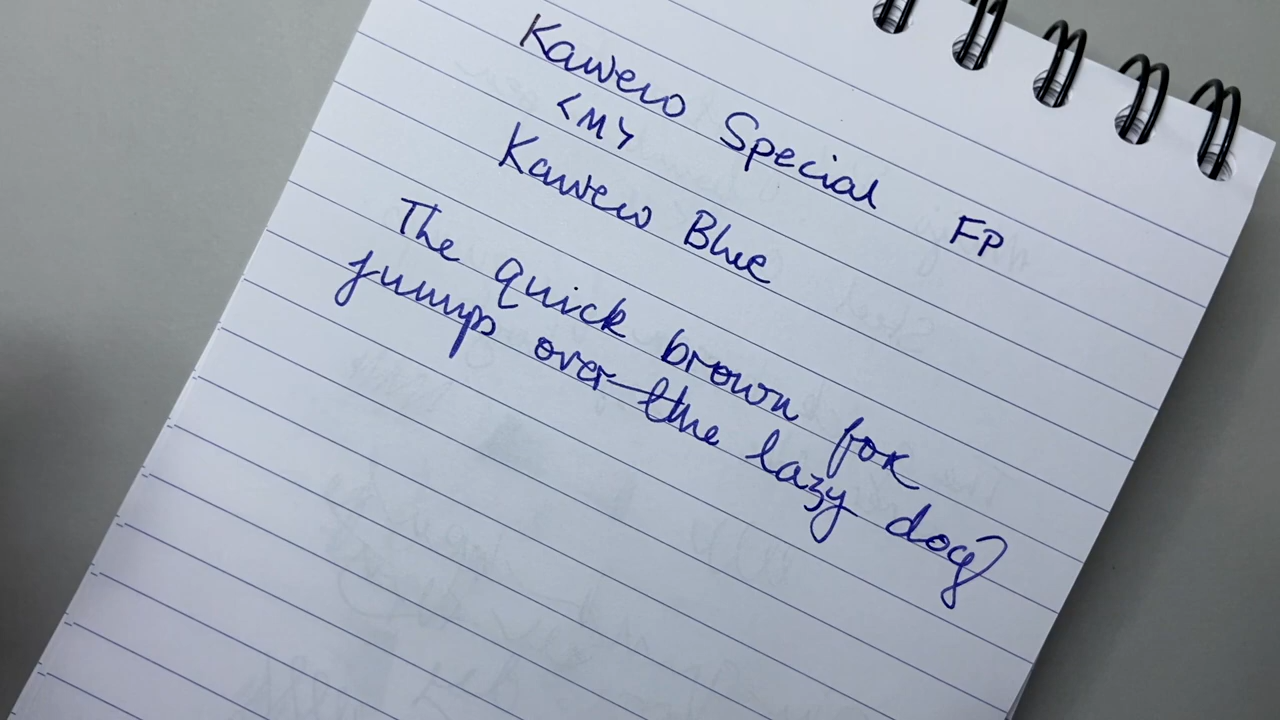 Kaweco Special FP
<M>
Kaweco Blue
The quick brown fox
jumps over the lazy dog